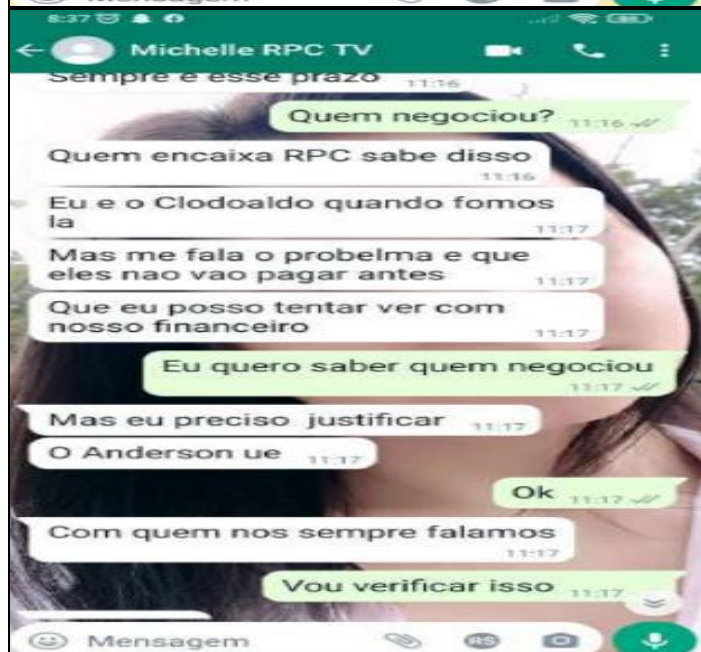 Mensagem
8:37
Michelle RPC TV
Sempre e esse prazo 11:16
Quem negociou? 11:16
Quem encaixa RPC sabe disso
11:16
Eu e o Clodoaldo quando fomos
la 11:17
Mas me fala o probelma e que
eles nao vao pagar antes 11:17
Que eu posso tentar ver com
nosso financeiro 11:17
Eu quero saber quem negociou
11:17
Mas eu preciso justificar 11:17
O Anderson ue 11:17
Ok 11:17
Com quem nos sempre falamos
11:17
Vou verificar isso 11:17
Mensagem